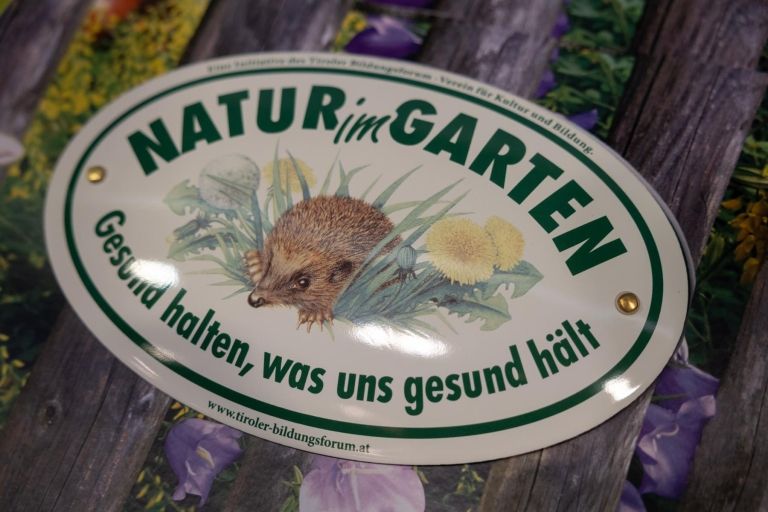 Eine Initiative des Tiroler Bildungsforums - Verein für Kultur und Bildung.
NATUR im GARTEN
Gesund halten, was uns gesund hält
www.tiroler-bildungsforum.at